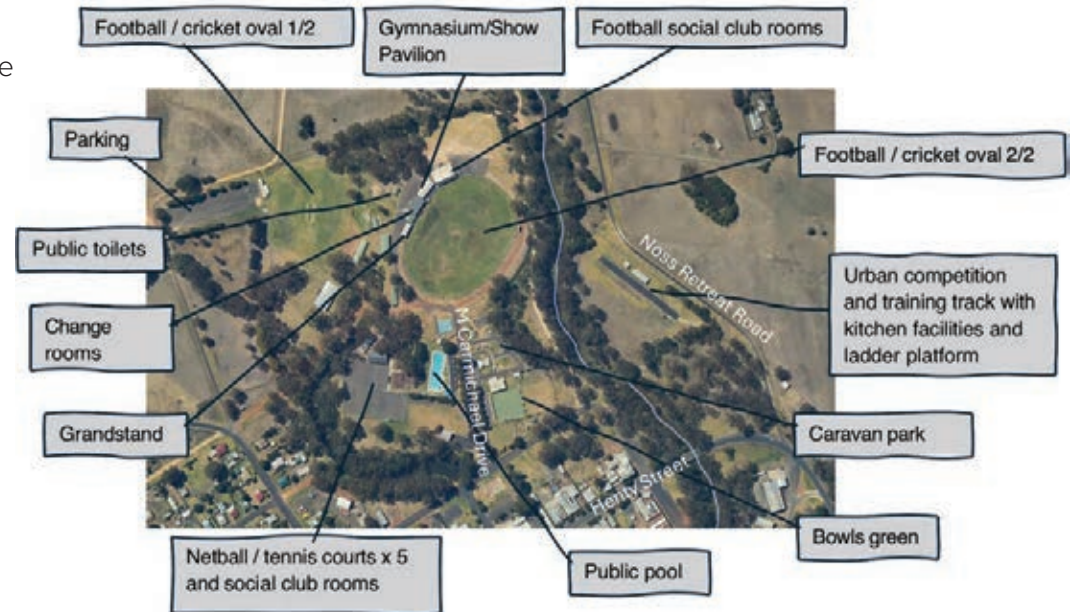 Football / cricket oval 1/2
Gymnasium/Show
Pavilion
Football social club rooms
e
Parking
Football / cricket oval 2/2
Public toilets
Noss Retreat Road
Urban competition
and training track with
kitchen facilities and
ladder platform
Change
rooms
McCarmichael Drive
Grandstand
Caravan park
Henty Street
Bowls green
Netball / tennis courts x 5
and social club rooms
Public pool